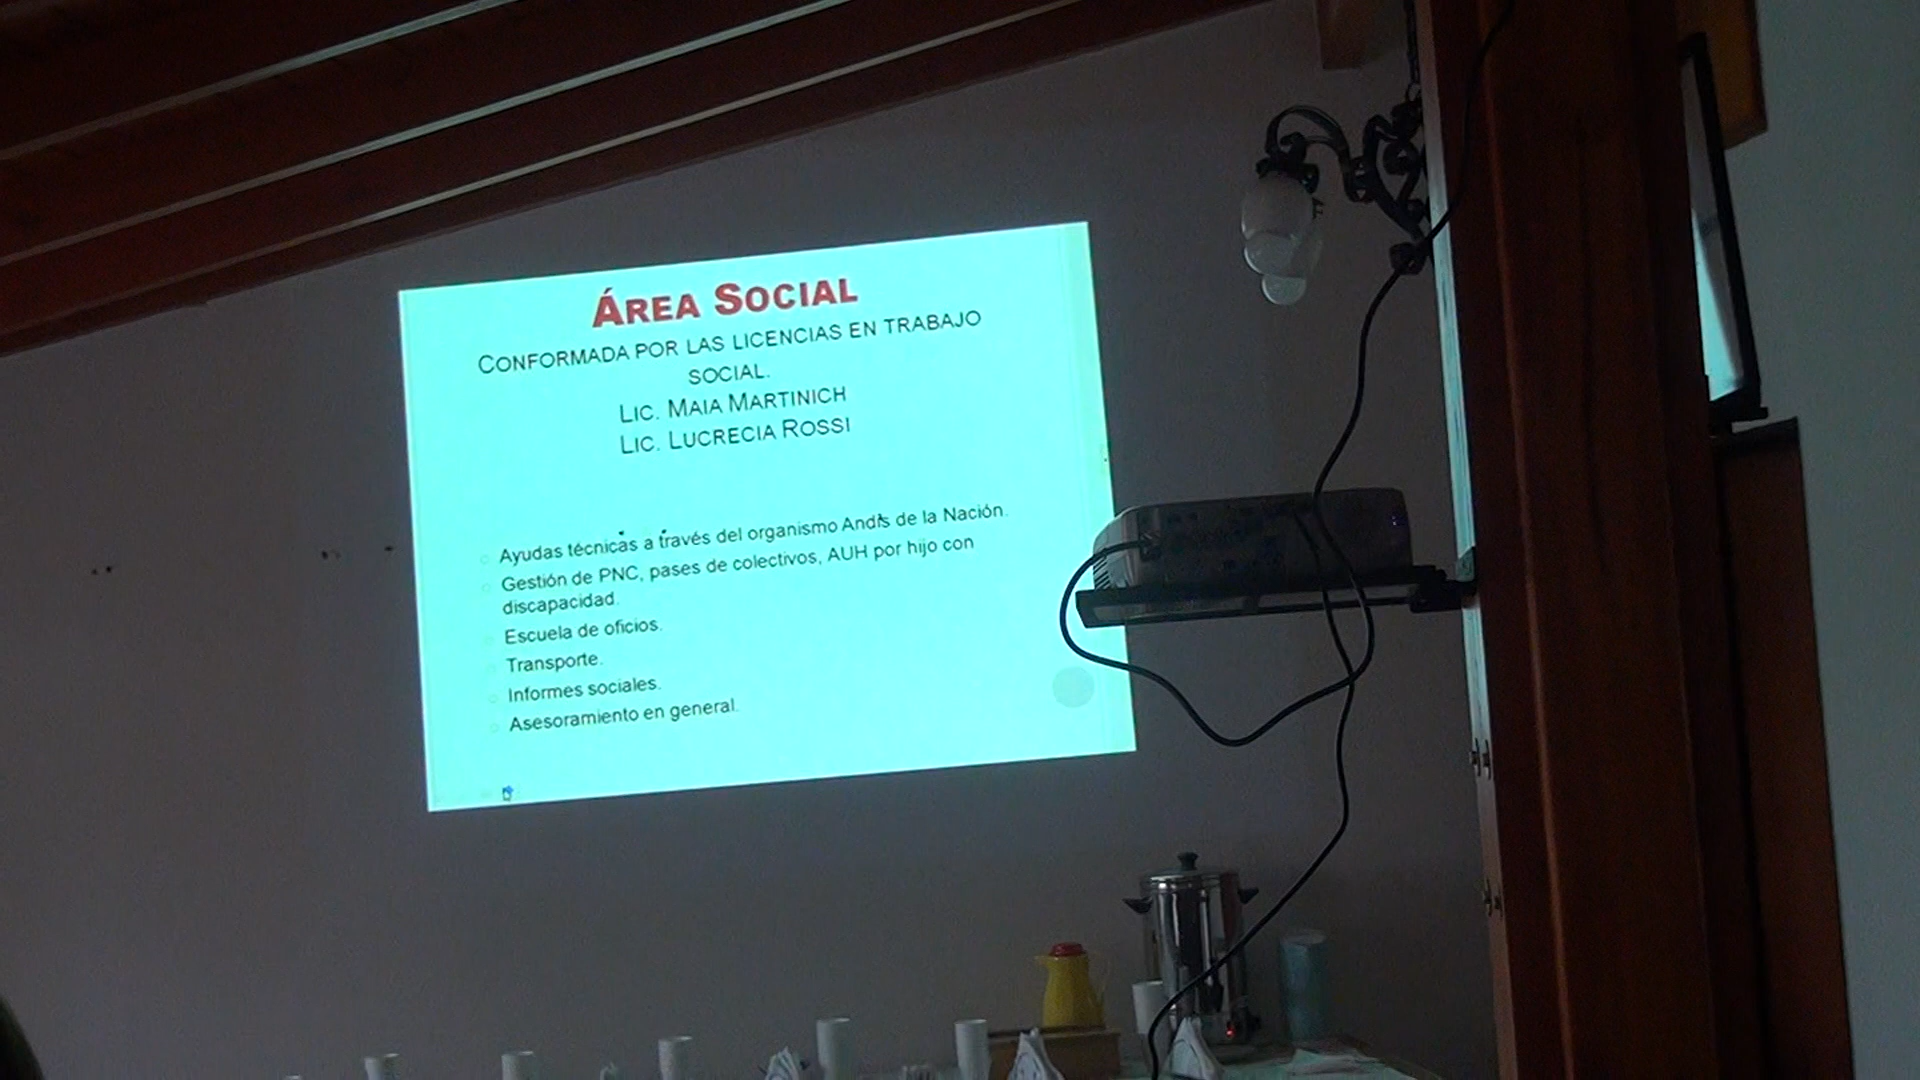 ÁREA SOCIAL
CONFORMADA POR LAS LICENCIAS EN TRABAJO
SOCIAL.
LIC. MAIA MARTINICH
LIC. LUCRECIA ROSSI
Ayudas técnicas a través del organismo Andis de la Nación.
Gestión de PNC, pases de colectivos, AUH por hijo con
discapacidad.
Escuela de oficios.
Transporte.
Informes sociales.
Asesoramiento en general.